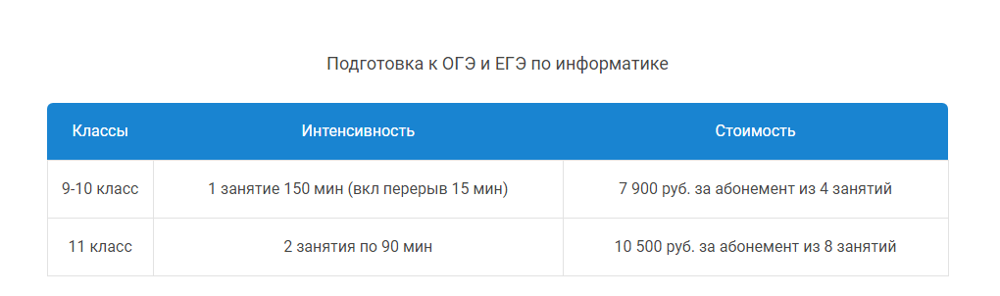 Подготовка к ОГЭ и ЕГЭ по информатике
Классы Интенсивность Стоимость
9-10 класс 1 занятие 150 мин (вкл перерыв 15 мин) 7 900 руб. за абонемент из 4 занятий
11 класс 2 занятия по 90 мин 10 500 руб. за абонемент из 8 занятий